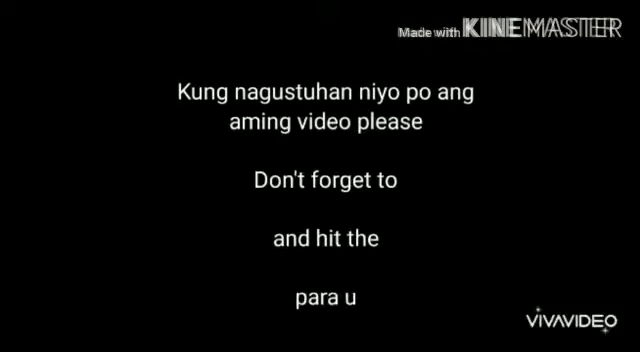 Made with KINEMASTER
Kung nagustuhan niyo po ang
aming video please
Don't forget to
and hit the
para u
VIVAVIDEO